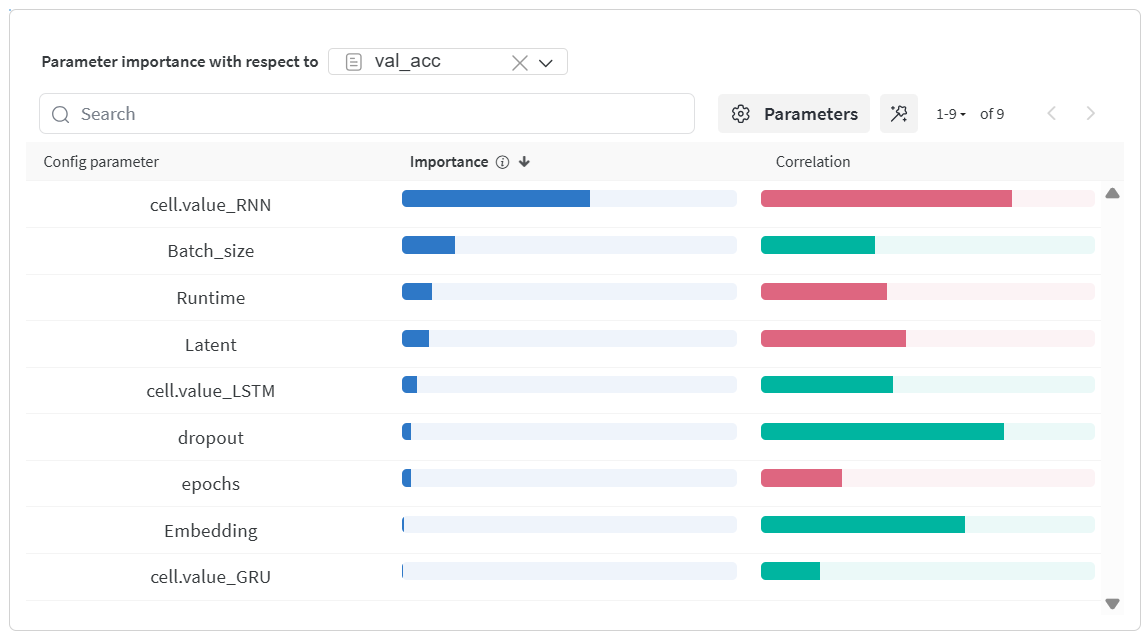 Parameter importance with respect to val_acc
Search Parameters 1-9 of 9
Config parameter Importance Correlation
cell.value_RNN
Batch_size
Runtime
Latent
cell.value_LSTM
dropout
epochs
Embedding
cell.value_GRU